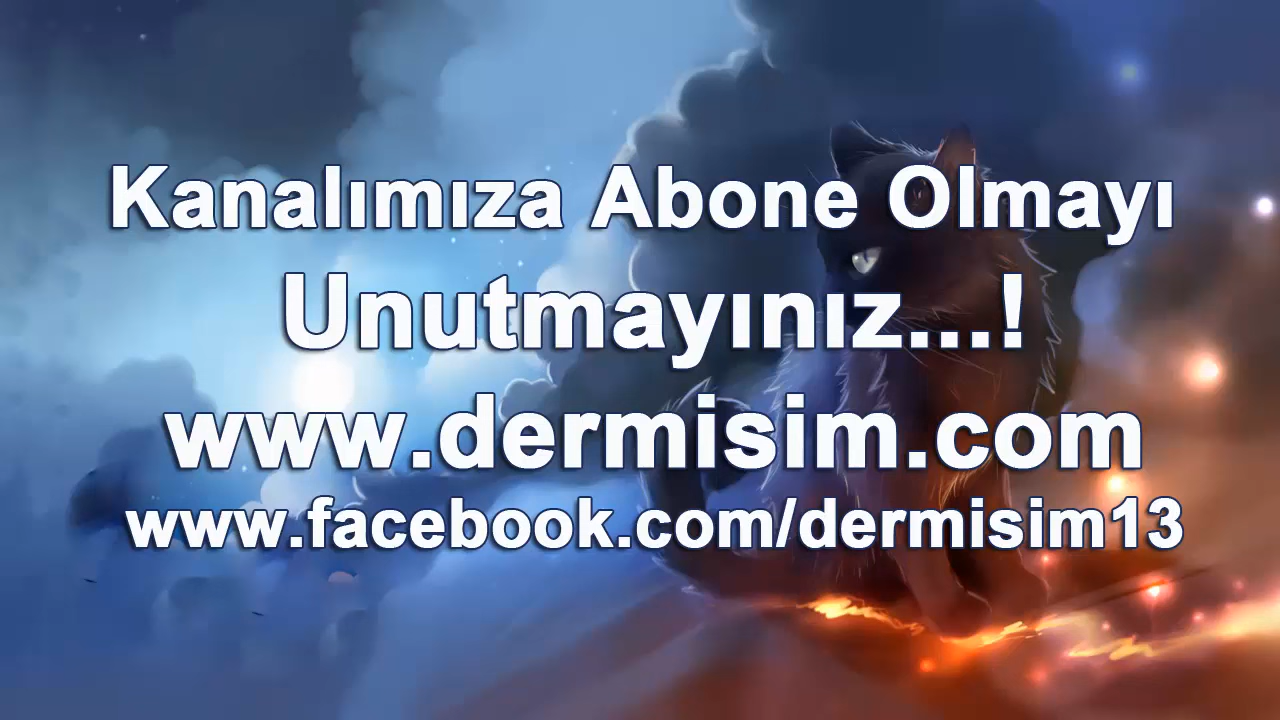 Kanalımıza Abone Olmayı
Unutmayınız...!
www.dermisim.com
www.facebook.com/dermisim13